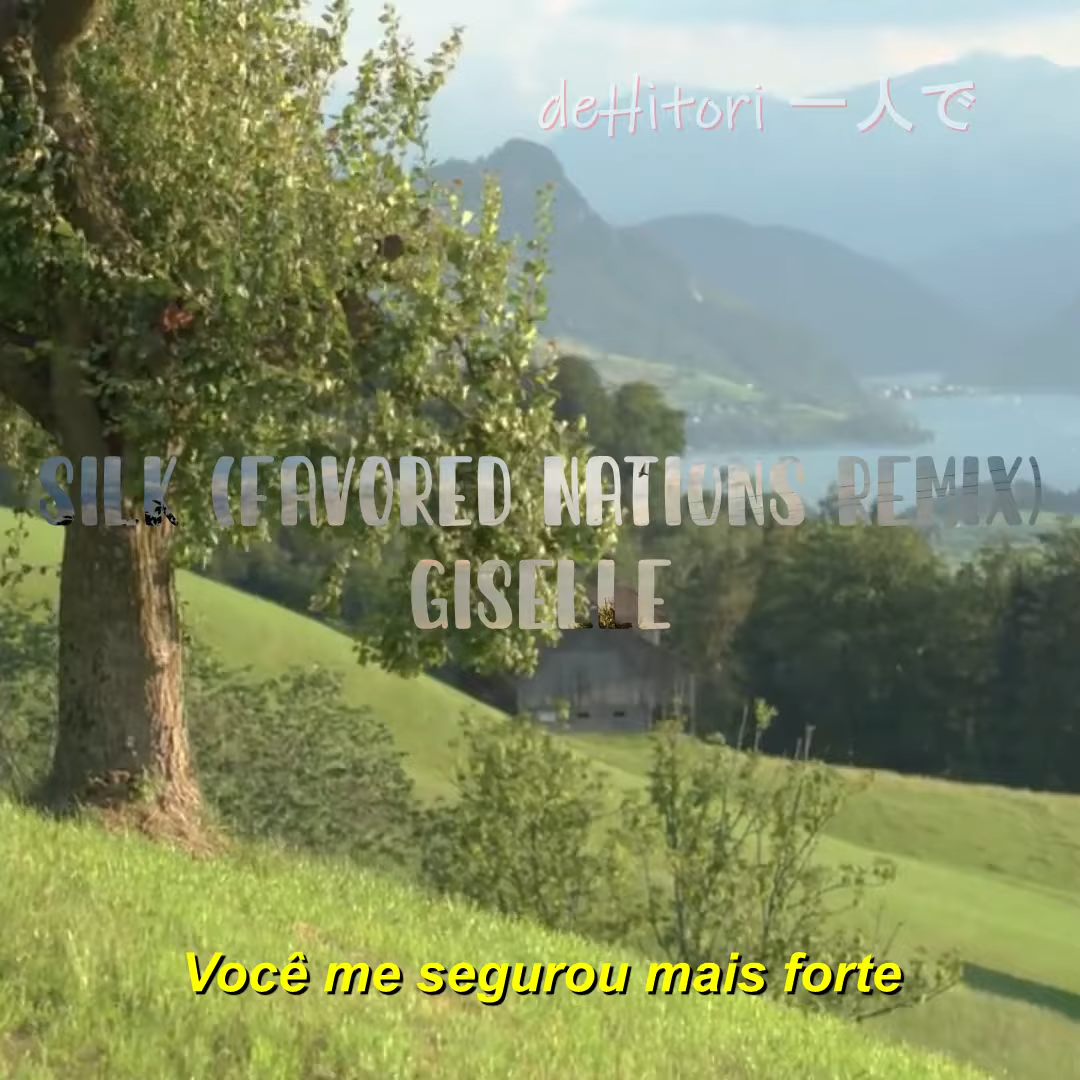 deHitori 一人で
SILK (FAVORED NATIONS REMIX)
GISELLE
Você me segurou mais forte